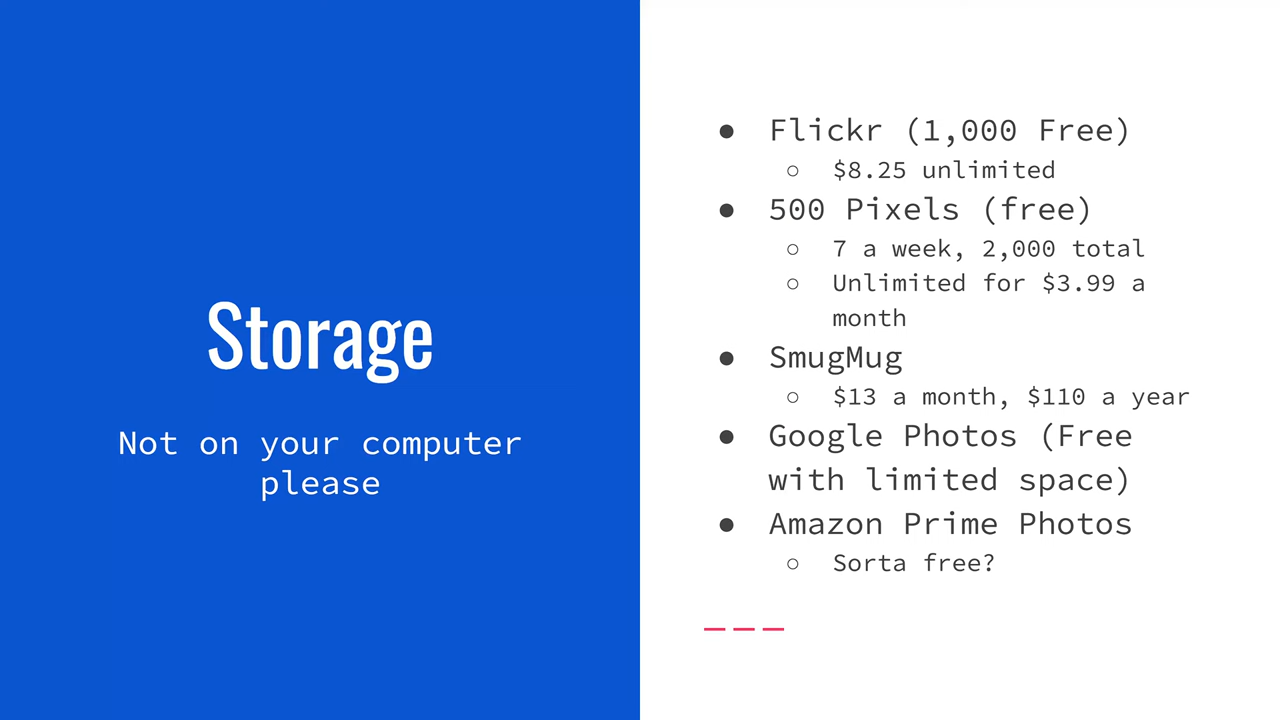 Storage
Not on your computer
please
● Flickr (1,000 Free)
○ $8.25 unlimited
● 500 Pixels (free)
○ 7 a week, 2,000 total
○ Unlimited for $3.99 a
month
● SmugMug
○ $13 a month, $110 a year
● Google Photos (Free
with limited space)
● Amazon Prime Photos
○ Sorta free?